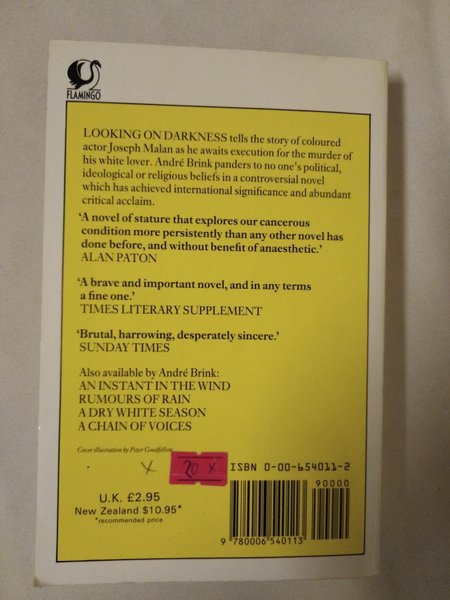 FLAMINGO
LOOKING ON DARKNESS tells the story of coloured
actor Joseph Malan as he awaits execution for the murder of
his white lover. André Brink panders to no one's political,
ideological or religious beliefs in a controversial novel
which has achieved international significance and abundant
critical acclaim.
'A novel of stature that explores our cancerous
condition more persistently than any other novel has
done before, and without benefit of anaesthetic.'
ALAN PATON
'A brave and important novel, and in any terms
a fine one.'
TIMES LITERARY SUPPLEMENT
'Brutal, harrowing, desperately sincere.'
SUNDAY TIMES
Also available by André Brink:
AN INSTANT IN THE WIND
RUMOURS OF RAIN
A DRY WHITE SEASON
A CHAIN OF VOICES
Cover illustration by Peter Goodfellow
x 20 x ISBN 0-00-654011-2
90000
U.K. £2.95
New Zealand $10.95*
*recommended price
9 780006 540113